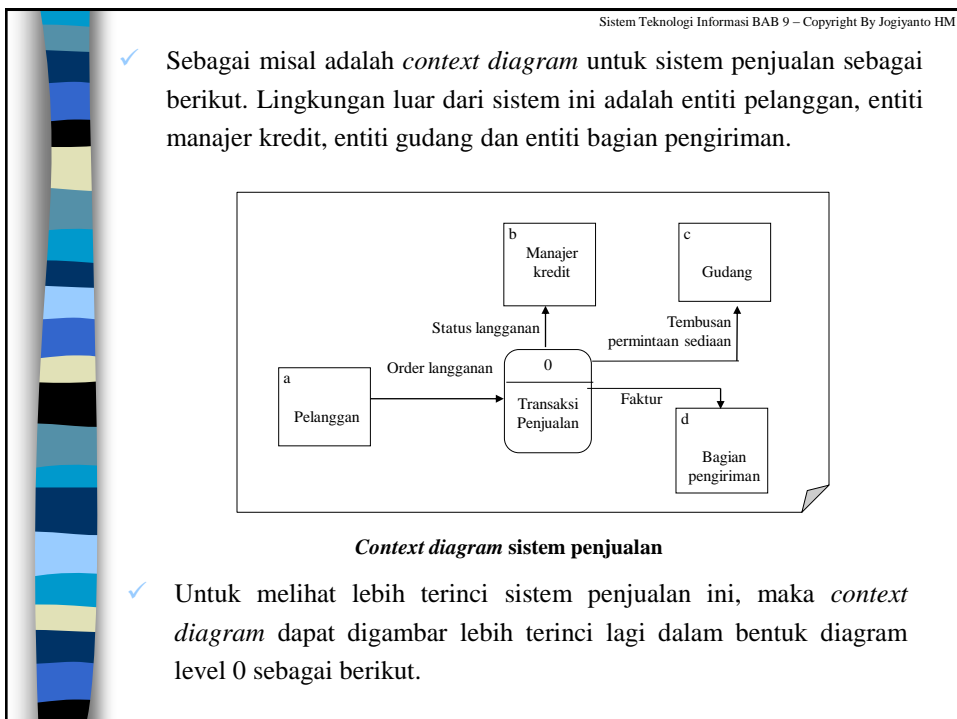 Sistem Teknologi Informasi BAB 9 – Copyright By Jogiyanto HM
✓ Sebagai misal adalah context diagram untuk sistem penjualan sebagai
berikut. Lingkungan luar dari sistem ini adalah entiti pelanggan, entiti
manajer kredit, entiti gudang dan entiti bagian pengiriman.
b
Manajer
kredit
c
Gudang
Status langganan
Tembusan
permintaan sediaan
Order langganan
0
Transaksi
Penjualan
a
Pelanggan
Faktur
d
Bagian
pengiriman
Context diagram sistem penjualan
✓ Untuk melihat lebih terinci sistem penjualan ini, maka context
diagram dapat digambar lebih terinci lagi dalam bentuk diagram
level 0 sebagai berikut.